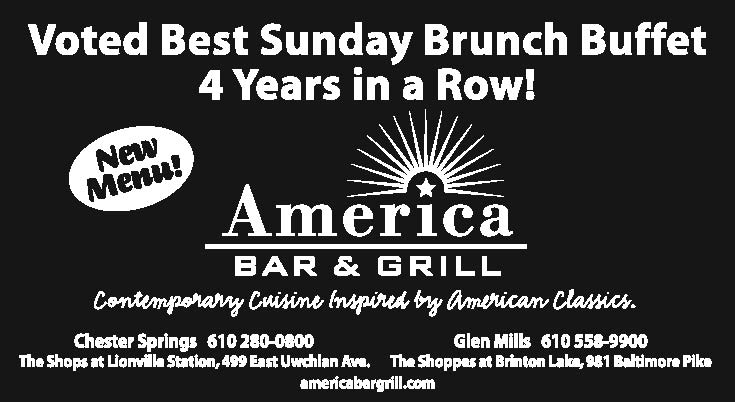 Voted Best Sunday Brunch Buffet
4 Years in a Row!
New
Menu!
America
BAR & GRILL
Contemporary Cuisine Inspired by American Classics.
Chester Springs 610 280-0800
The Shops at Lionville Station, 499 East Uwchlan Ave.
Glen Mills 610 558-9900
The Shoppes at Brinton Lake, 981 Baltimore Pike
americabargrill.com